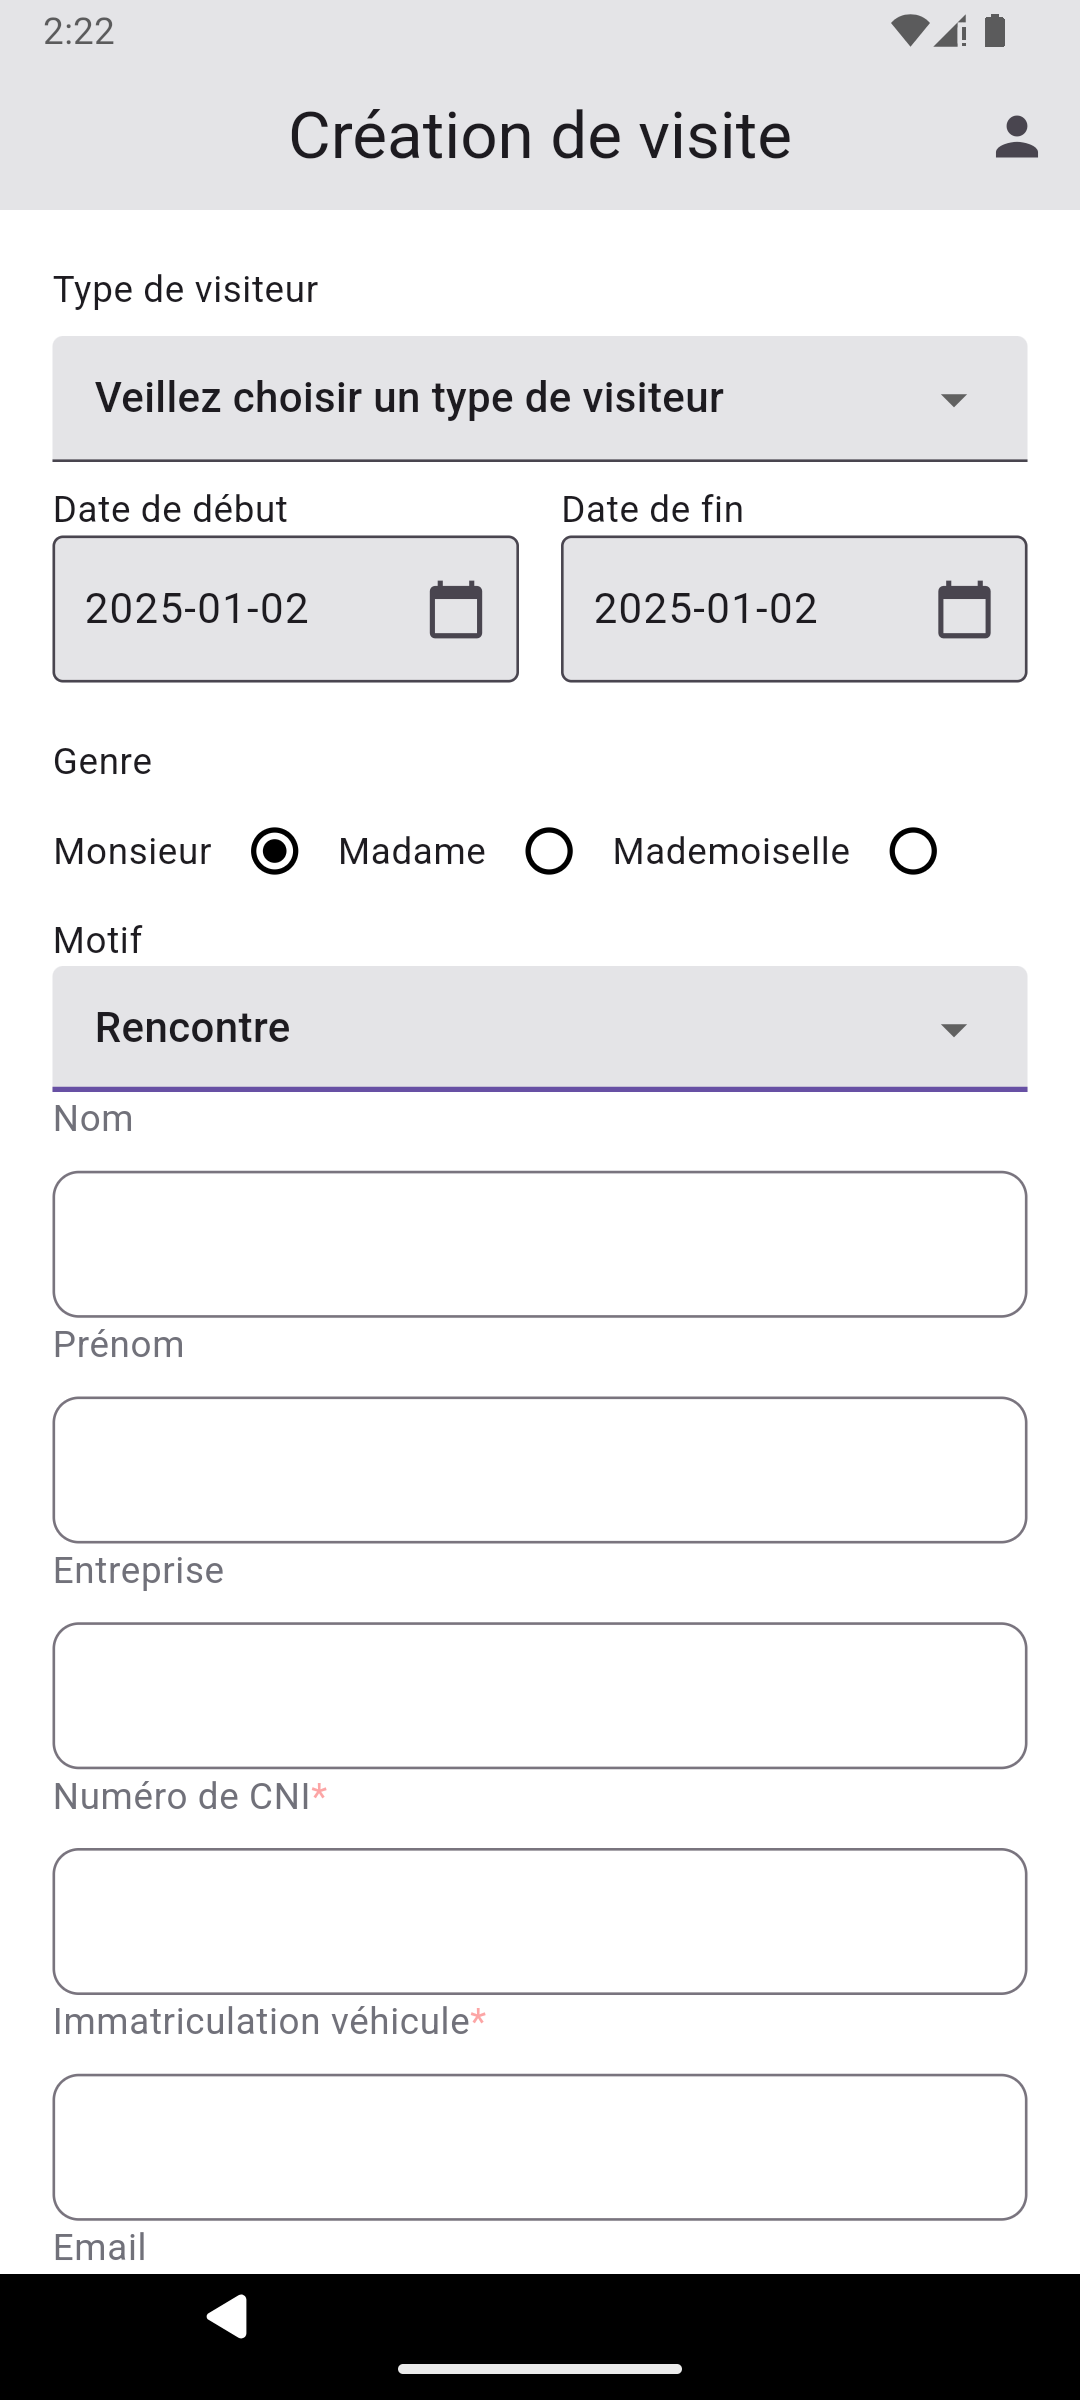 2:22
Création de visite
Type de visiteur
Veillez choisir un type de visiteur
Date de début Date de fin
2025-01-02 2025-01-02
Genre
Monsieur Madame Mademoiselle
Motif
Rencontre
Nom
Prénom
Entreprise
Numéro de CNI*
Immatriculation véhicule*
Email